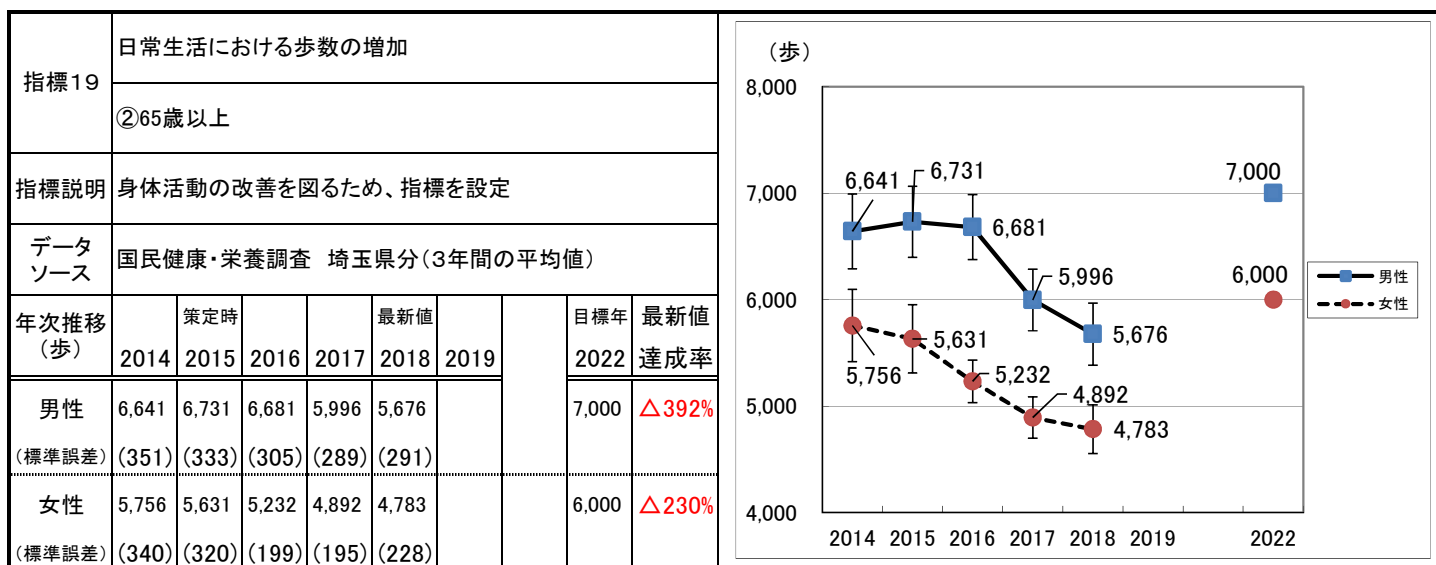 指標19
日常生活における歩数の増加
②65歳以上
指標説明
身体活動の改善を図るため、指標を設定
データ
ソース
国民健康・栄養調査 埼玉県分(3年間の平均値)
年次推移
(歩)
策定時 最新値 目標年 最新値
2014 2015 2016 2017 2018 2019 2022 達成率
男性 6,641 6,731 6,681 5,996 5,676 7,000 △392%
(標準誤差) (351) (333) (305) (289) (291)
女性 5,756 5,631 5,232 4,892 4,783 6,000 △230%
(標準誤差) (340) (320) (199) (195) (228)
(歩)
8,000
7,000
6,000
5,000
4,000
6,641
6,731
6,681
5,996
5,676
7,000
5,756
5,631
5,232
4,892
4,783
6,000
2014 2015 2016 2017 2018 2019 2022
男性
女性